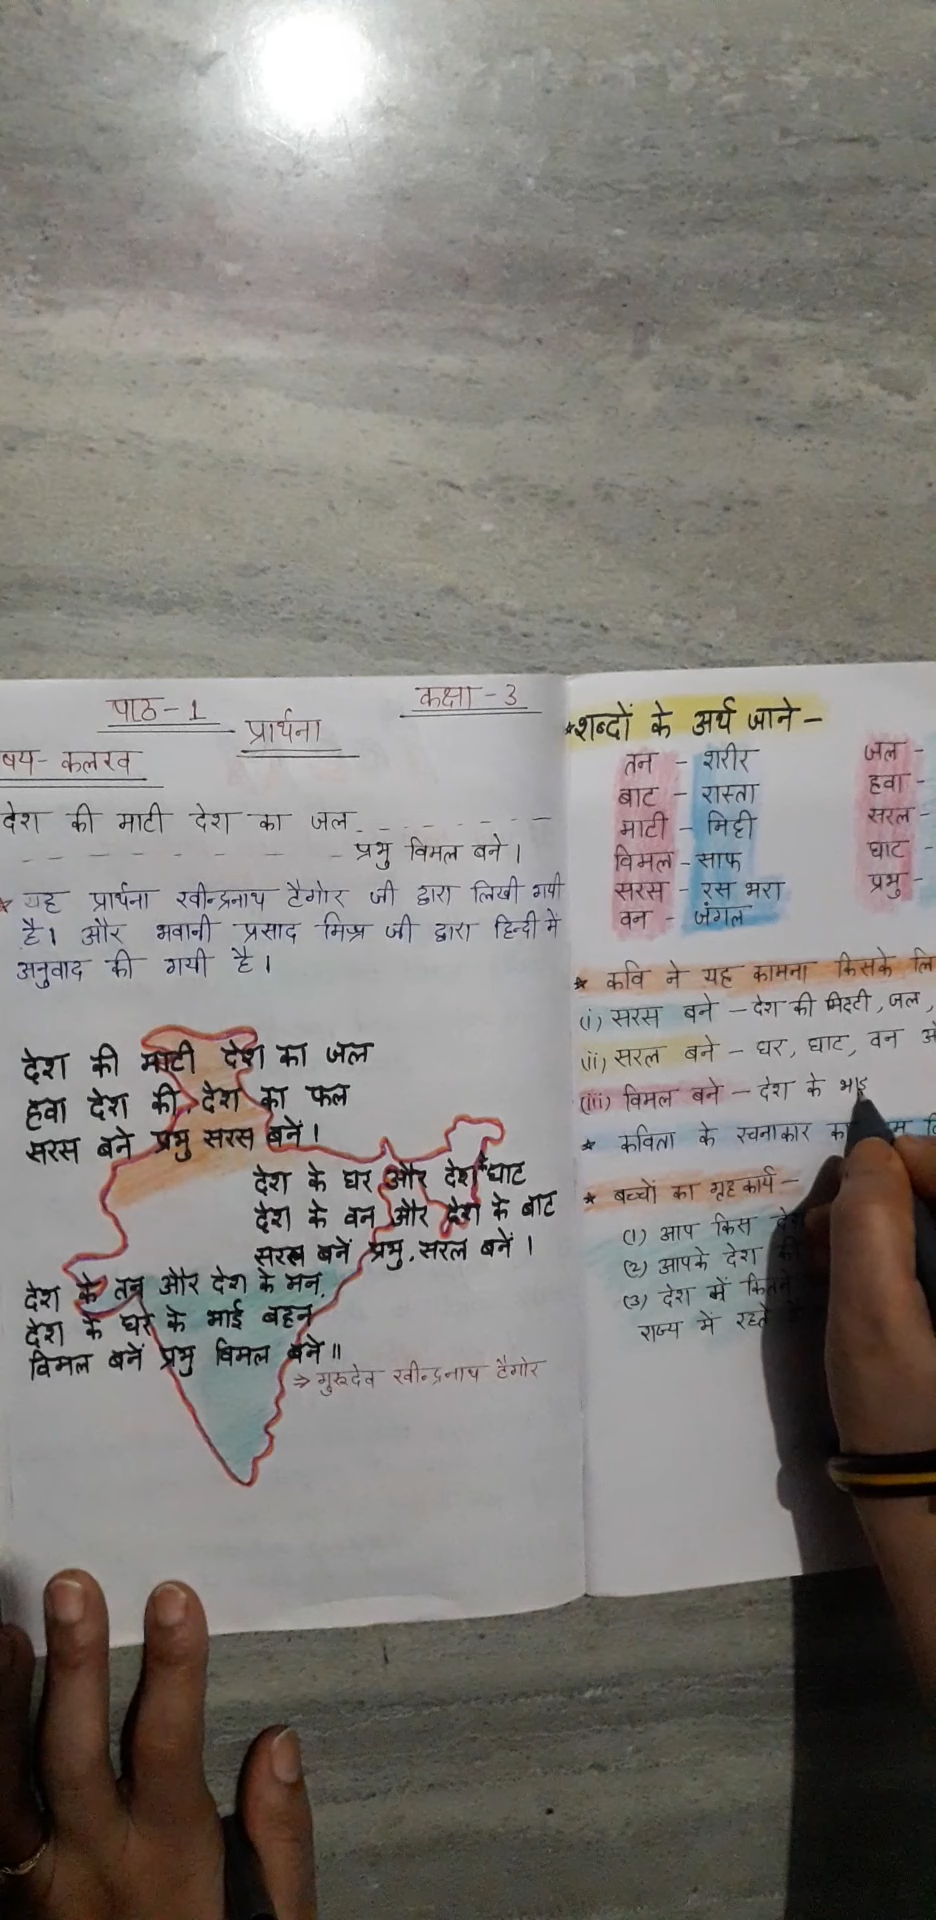 पाठ-1
कक्षा-3
प्रार्थना
षय- कलरव
देश की माटी देश का जल - - - - - - -
- - - - - - - - - प्रभु विमल बने।
* यह प्रार्थना रवीन्द्रनाथ टैगोर जी द्वारा लिखी गयी
है। और भवानी प्रसाद मिश्र जी द्वारा हिन्दी में
अनुवाद की गयी है।
देश की माटी देश का जल
हवा देश की, देश का फल
सरस बनें प्रभु सरस बनें।
देश के घर और देश के घाट
देश के वन और देश के बाट
सरल बनें प्रभु, सरल बनें।
देश के तन और देश के मन,
देश के घर के भाई बहन
विमल बनें प्रभु विमल बनें॥
⇒ गुरूदेव रवीन्द्रनाथ टैगोर
*शब्दों के अर्थ जाने-
तन - शरीर
बाट - रास्ता
माटी - मिट्टी
विमल - साफ
सरस - रस भरा
वन - जंगल
जल -
हवा -
सरल -
घाट -
प्रभु -
* कवि ने यह कामना किसके लि
(i) सरस बने - देश की मिट्टी, जल,
(ii) सरल बने - घर, घाट, वन औ
(iii) विमल बने - देश के भाइ
* कविता के रचनाकार का
* बच्चों का गृहकार्य-
(1) आप किस
(2) आपके देश
(3) देश में कितने
राज्य में रहते